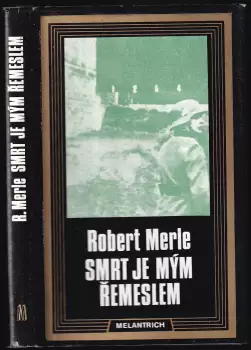 R. Merle SMRT JE MÝM ŘEMESLEM
Robert Merle
SMRT JE MÝM
ŘEMESLEM
MELANTRICH